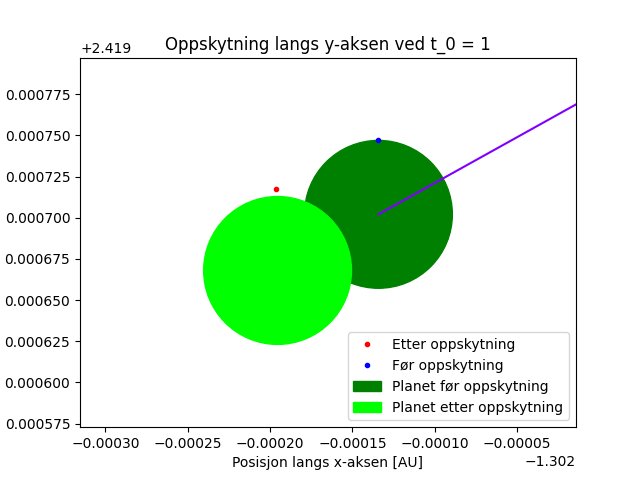 Oppskytning langs y-aksen ved t_0 = 1
+2.419
0.000775
0.000750
0.000725
0.000700
0.000675
0.000650
0.000625
0.000600
0.000575
Etter oppskytning
Før oppskytning
Planet før oppskytning
Planet etter oppskytning
−0.00030 −0.00025 −0.00020 −0.00015 −0.00010 −0.00005
Posisjon langs x-aksen [AU]
−1.302